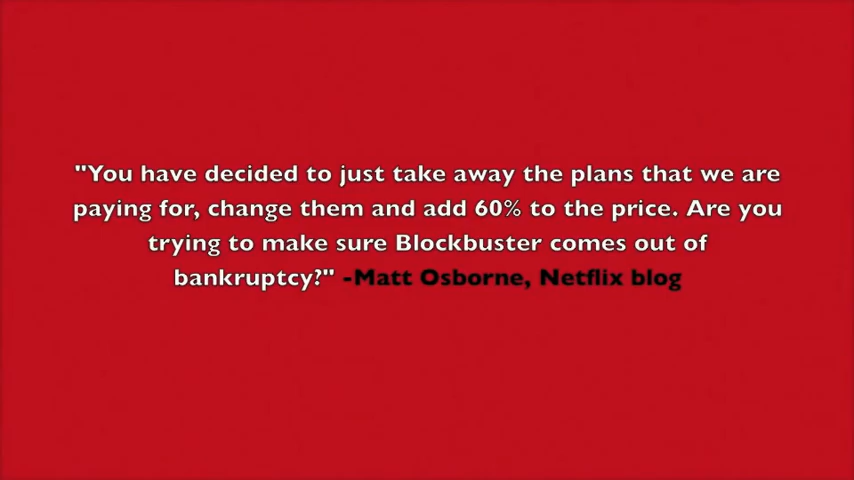 "You have decided to just take away the plans that we are
paying for, change them and add 60% to the price. Are you
trying to make sure Blockbuster comes out of
bankruptcy?" -Matt Osborne, Netflix blog